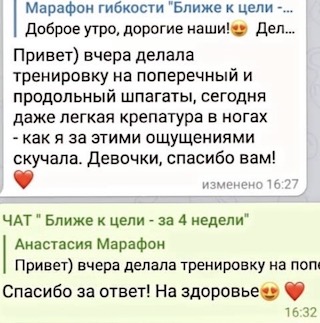 Марафон гибкости "Ближе к цели -...
Доброе утро, дорогие наши!😍 Дел...
Привет) вчера делала
тренировку на поперечный и
продольный шпагаты, сегодня
даже легкая крепатура в ногах
- как я за этими ощущениями
скучала. Девочки, спасибо вам!
❤️
изменено 16:27
ЧАТ " Ближе к цели - за 4 недели"
Анастасия Марафон
Привет) вчера делала тренировку на попе
Спасибо за ответ! На здоровье😍 ❤️
16:32